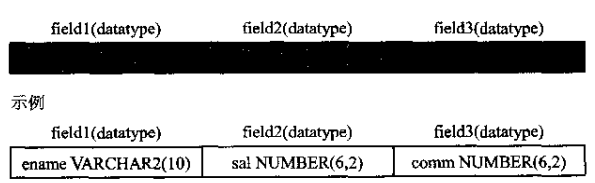 field1(datatype) field2(datatype) field3(datatype)
示例
field1(datatype) field2(datatype) field3(datatype)
ename VARCHAR2(10) sal NUMBER(6,2) comm NUMBER(6,2)